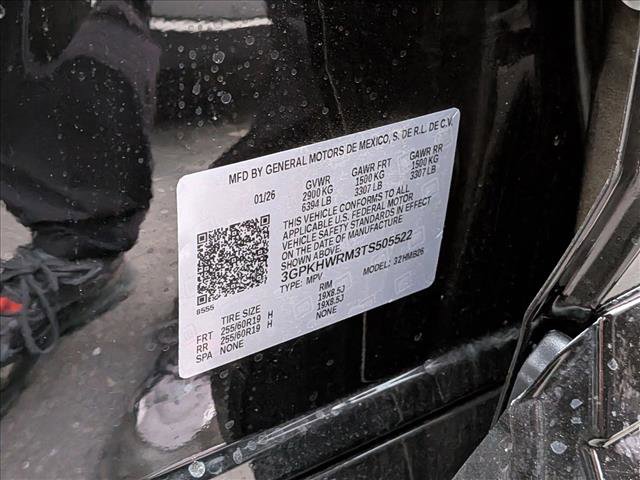 MFD BY GENERAL MOTORS DE MEXICO, S. DE R.L. DE C.V.
01/26 GVWR GAWR FRT GAWR RR
2900 KG 1500 KG 1500 KG
6394 LB 3307 LB 3307 LB
THIS VEHICLE CONFORMS TO ALL
APPLICABLE U.S. FEDERAL MOTOR
VEHICLE SAFETY STANDARDS IN EFFECT
ON THE DATE OF MANUFACTURE
SHOWN ABOVE.
3GPKHWRM3TS505522
TYPE: MPV MODEL: 32HMB26
8555
TIRE SIZE RIM
FRT 255/60R19 H 19X8.5J
RR 255/60R19 H 19X8.5J
SPA NONE NONE